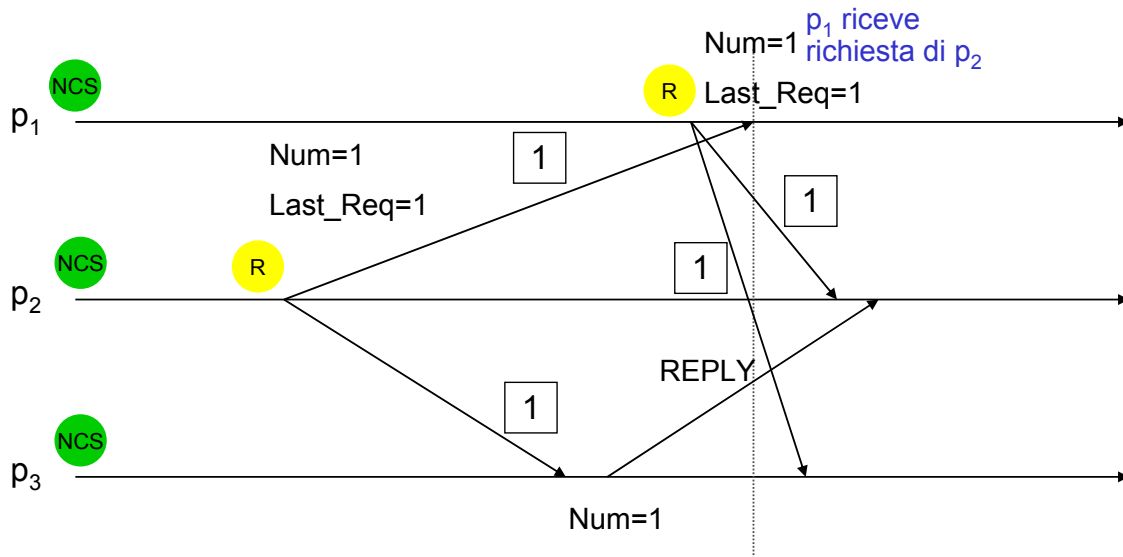 p₁ riceve
Num=1 richiesta di p₂
NCS
R
Last_Req=1
p₁
Num=1
1
Last_Req=1
1
NCS
R
1
p₂
REPLY
1
NCS
p₃
Num=1